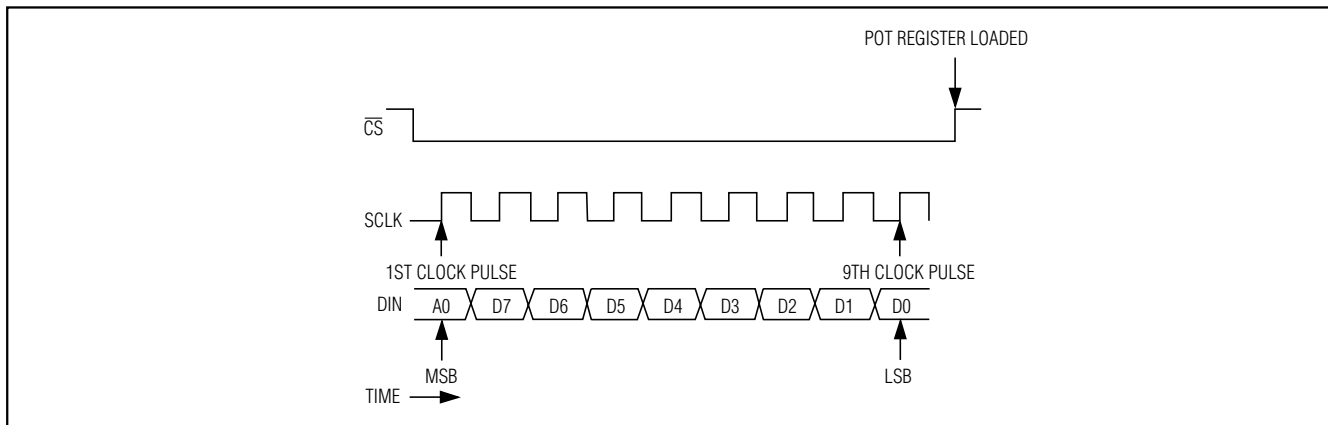 POT REGISTER LOADED
CS
SCLK
1ST CLOCK PULSE 9TH CLOCK PULSE
DIN A0 D7 D6 D5 D4 D3 D2 D1 D0
MSB LSB
TIME